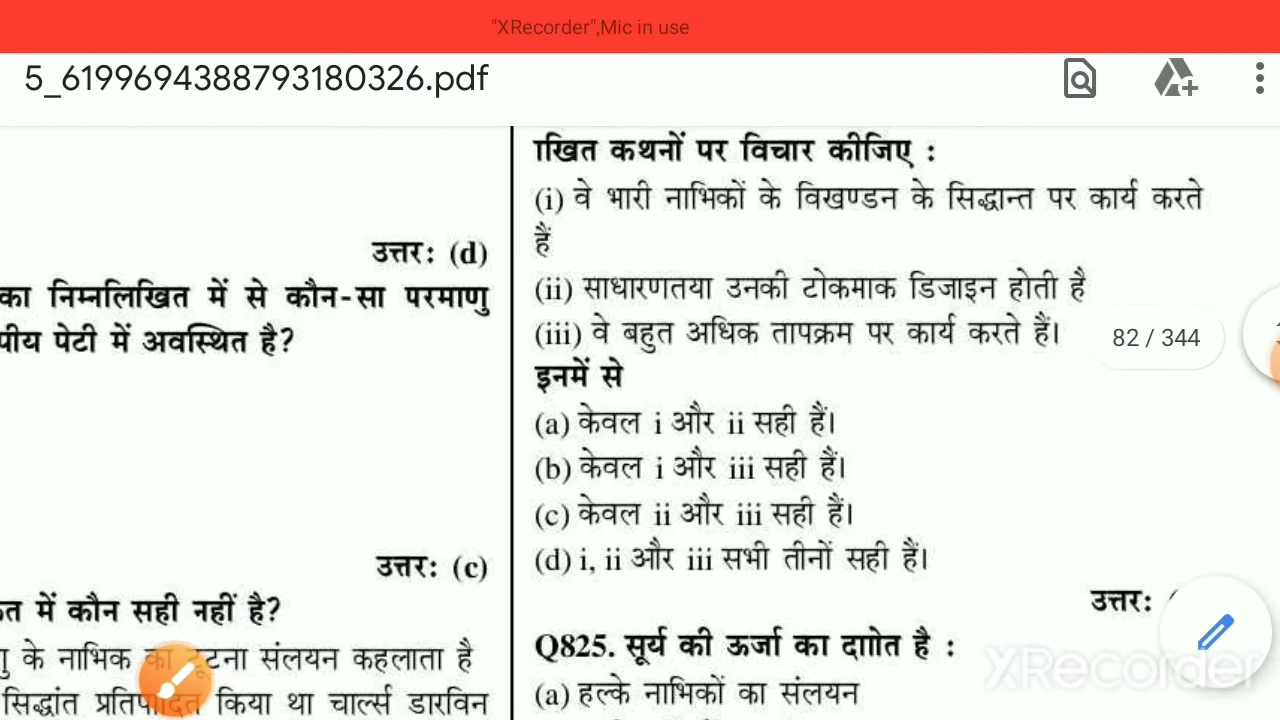 "XRecorder",Mic in use
5_6199694388793180326.pdf
उत्तरः (d)
का निम्नलिखित में से कौन-सा परमाणु
पीय पेटी में अवस्थित है?
उत्तरः (c)
में कौन सही नहीं है?
के नाभिक का टूटना संलयन कहलाता है
सिद्धांत प्रतिपादित किया था चार्ल्स डारविन
खित कथनों पर विचार कीजिए :
(i) वे भारी नाभिकों के विखण्डन के सिद्धान्त पर कार्य करते
हैं
(ii) साधारणतया उनकी टोकमाक डिजाइन होती है
(iii) वे बहुत अधिक तापक्रम पर कार्य करते हैं।
इनमें से
(a) केवल i और ii सही हैं।
(b) केवल i और iii सही हैं।
(c) केवल ii और iii सही हैं।
(d) i, ii और iii सभी तीनों सही हैं।
उत्तरः
Q825. सूर्य की ऊर्जा का दााोत है :
(a) हल्के नाभिकों का संलयन
82 / 344
XRecorder